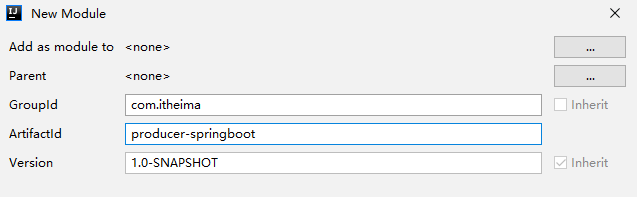 IJ New Module
Add as module to <none> ...
Parent <none> ...
GroupId com.itheima Inherit
ArtifactId producer-springboot
Version 1.0-SNAPSHOT Inherit